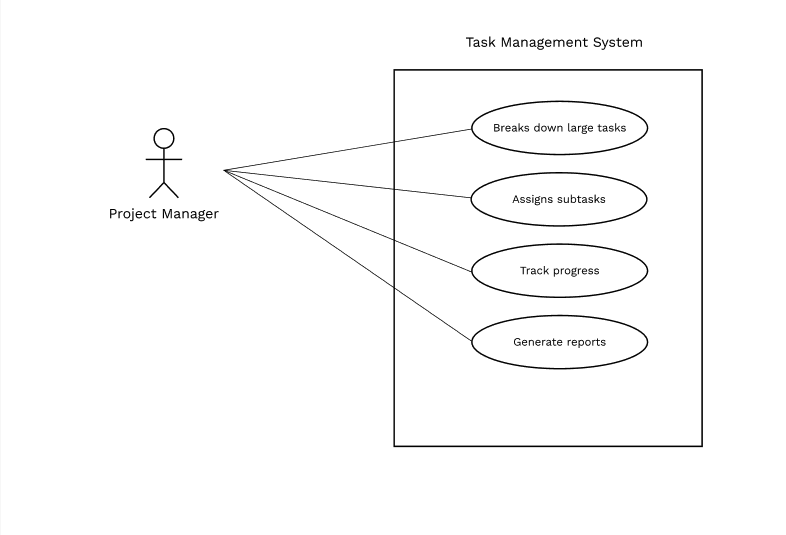 Task Management System
Breaks down large tasks
Assigns subtasks
Project Manager
Track progress
Generate reports